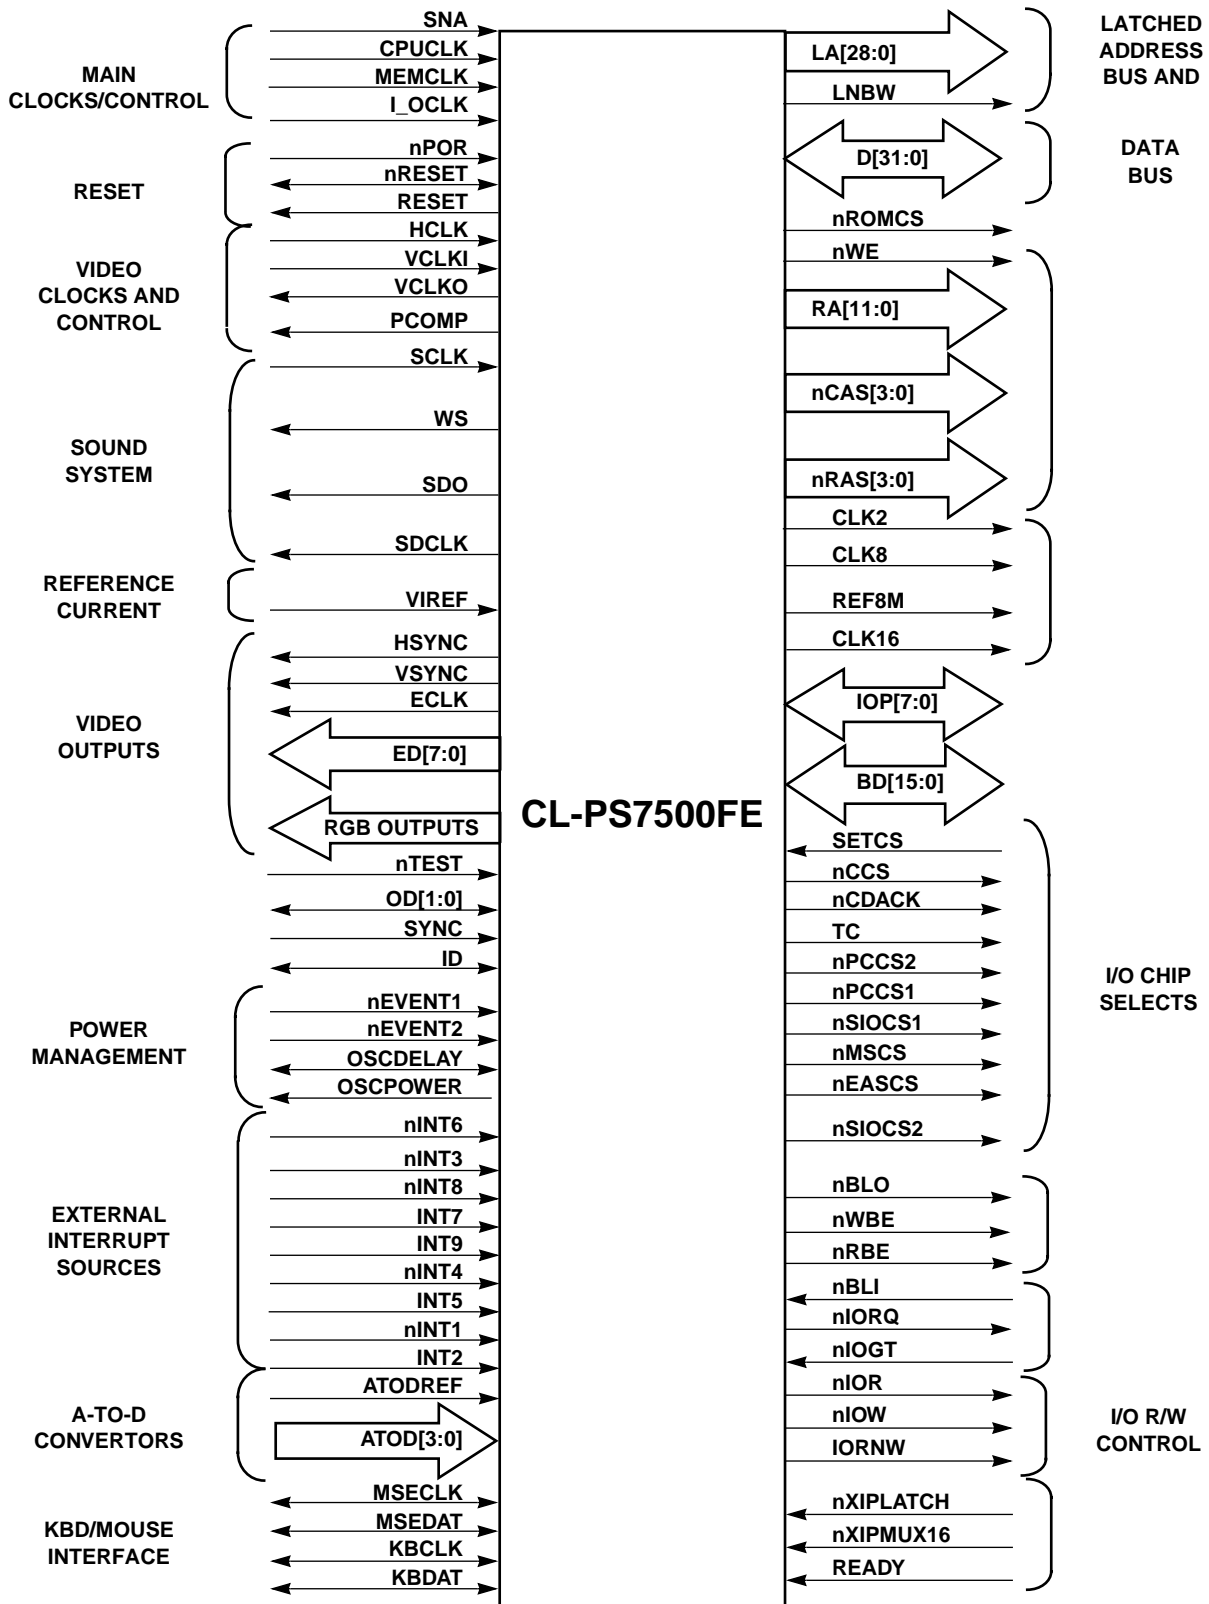 SNA
CPUCLK
MEMCLK
I_OCLK
MAIN
CLOCKS/CONTROL
nPOR
nRESET
RESET
RESET
HCLK
VCLKI
VCLKO
PCOMP
VIDEO
CLOCKS AND
CONTROL
SCLK
WS
SDO
SDCLK
SOUND
SYSTEM
REFERENCE
CURRENT
VIREF
HSYNC
VSYNC
ECLK
ED[7:0]
RGB OUTPUTS
VIDEO
OUTPUTS
nTEST
OD[1:0]
SYNC
ID
nEVENT1
nEVENT2
OSCDELAY
OSCPOWER
POWER
MANAGEMENT
nINT6
nINT3
nINT8
INT7
INT9
nINT4
INT5
nINT1
INT2
EXTERNAL
INTERRUPT
SOURCES
ATODREF
ATOD[3:0]
A-TO-D
CONVERTORS
MSECLK
MSEDAT
KBCLK
KBDAT
KBD/MOUSE
INTERFACE
CL-PS7500FE
LA[28:0]
LNBW
LATCHED
ADDRESS
BUS AND
D[31:0]
DATA
BUS
nROMCS
nWE
RA[11:0]
nCAS[3:0]
nRAS[3:0]
CLK2
CLK8
REF8M
CLK16
IOP[7:0]
BD[15:0]
SETCS
nCCS
nCDACK
TC
nPCCS2
nPCCS1
nSIOCS1
nMSCS
nEASCS
nSIOCS2
I/O CHIP
SELECTS
nBLO
nWBE
nRBE
nBLI
nIORQ
nIOGT
nIOR
nIOW
IORNW
I/O R/W
CONTROL
nXIPLATCH
nXIPMUX16
READY